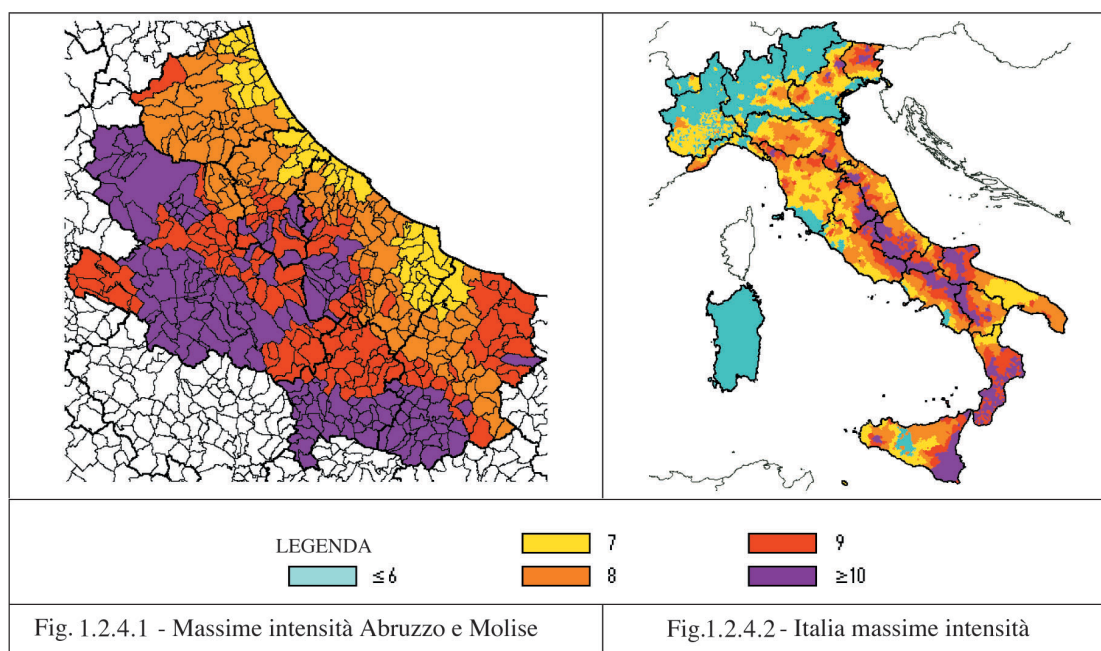 LEGENDA
≤6
7
8
9
≥10
Fig. 1.2.4.1 - Massime intensità Abruzzo e Molise
Fig.1.2.4.2 - Italia massime intensità